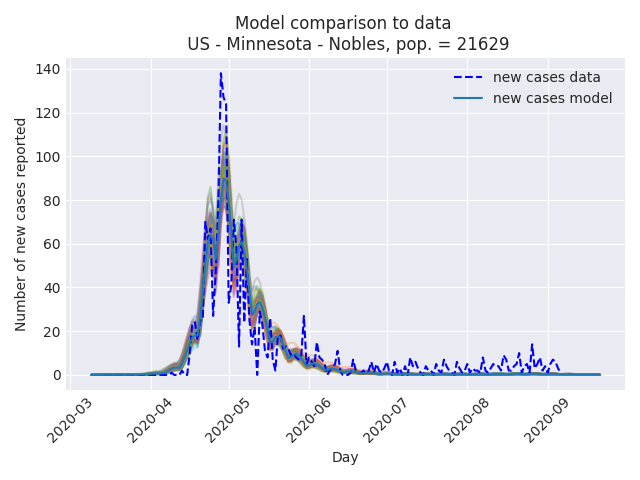 Model comparison to data
US - Minnesota - Nobles, pop. = 21629
new cases data
new cases model
Number of new cases reported
140
120
100
80
60
40
20
0
2020-03
2020-04
2020-05
2020-06
2020-07
2020-08
2020-09
Day